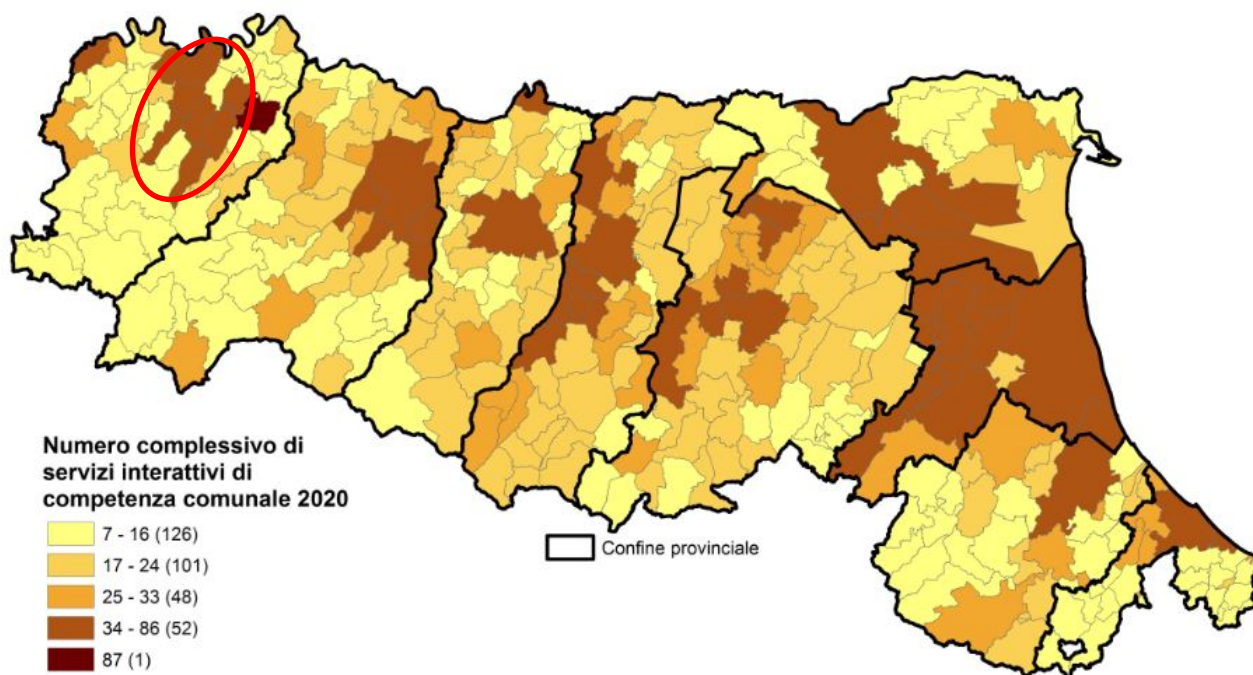 Numero complessivo di
servizi interattivi di
competenza comunale 2020
7 - 16 (126)
17 - 24 (101)
25 - 33 (48)
34 - 86 (52)
87 (1)
Confine provinciale